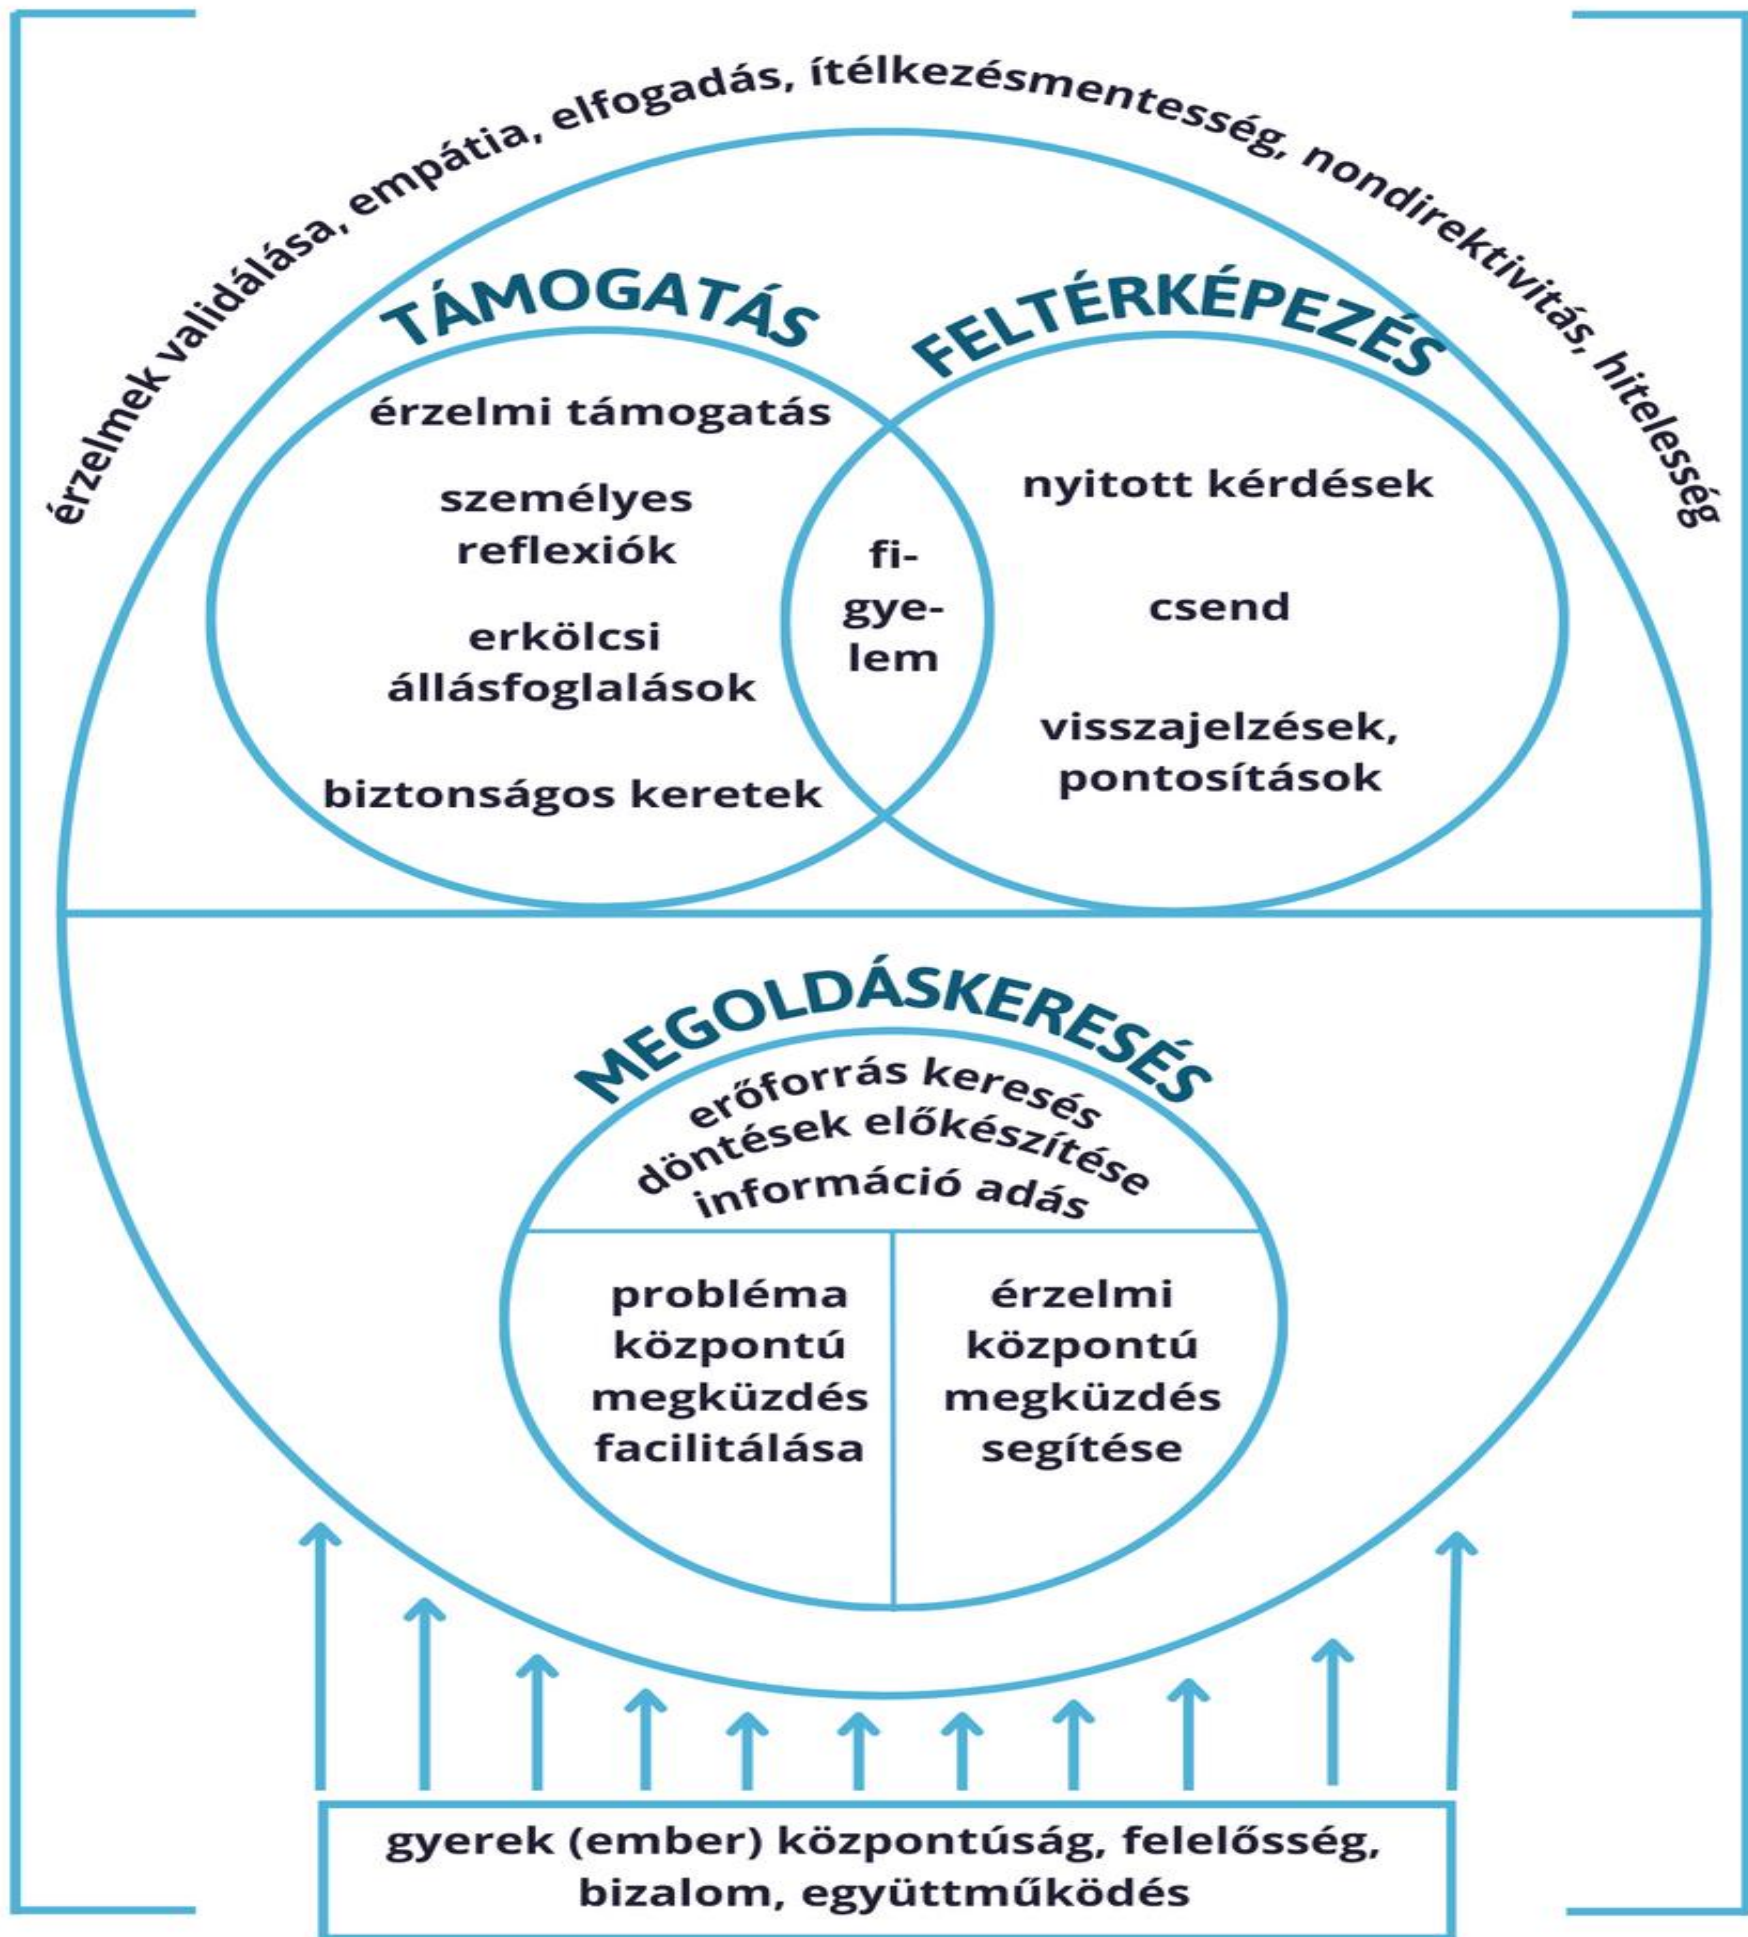 érzelmek validálása, empátia, elfogadás, ítélkezésmentesség, nondirektivitás, hitelesség
TÁMOGATÁS
érzelmi támogatás
személyes
reflexiók
erkölcsi
állásfoglalások
biztonságos keretek
fi-
gye-
lem
FELTÉRKÉPEZÉS
nyitott kérdések
csend
visszajelzések,
pontosítások
MEGOLDÁSKERESÉS
erőforrás keresés
döntések előkészítése
információ adás
probléma
központú
megküzdés
facilitálása
érzelmi
központú
megküzdés
segítése
gyerek (ember) központúság, felelősség,
bizalom, együttműködés